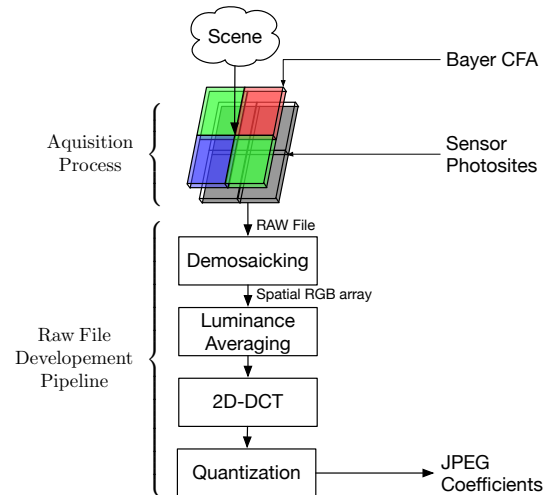 Scene
Bayer CFA
Aquisition
Process
Sensor
Photosites
RAW File
Demosaicking
Spatial RGB array
Luminance
Averaging
Raw File
Developement
Pipeline
2D-DCT
Quantization
JPEG
Coefficients